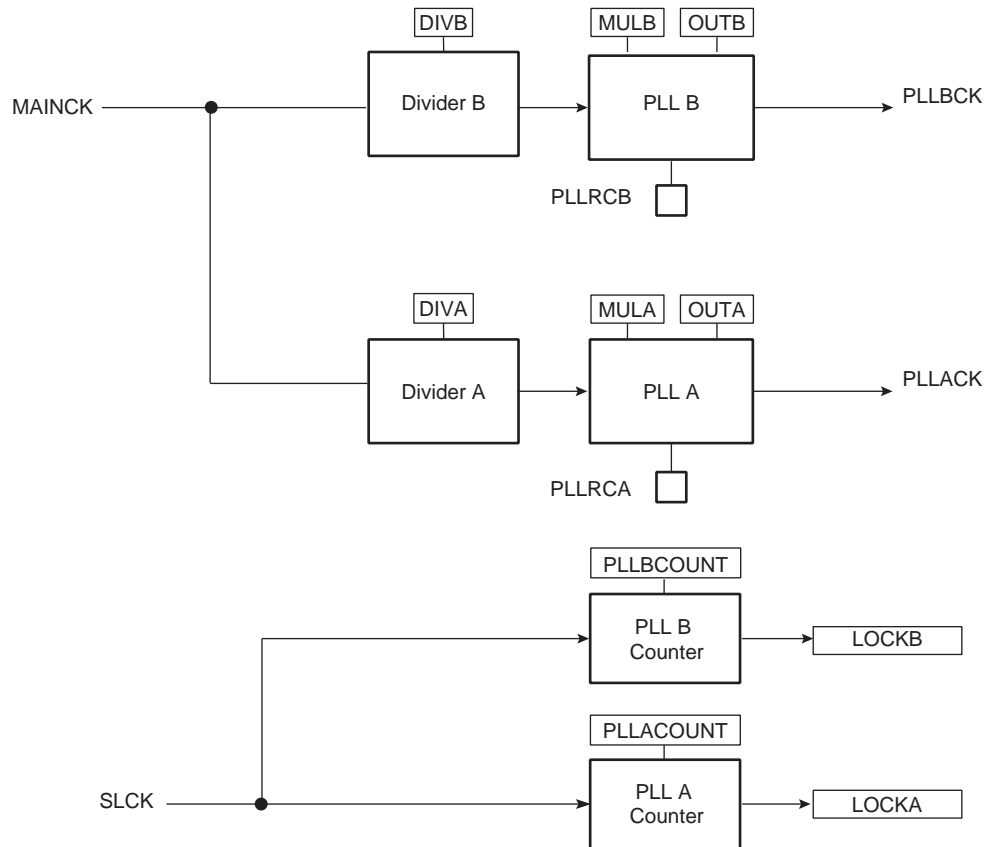 DIVB
MULB
OUTB
MAINCK
Divider B
PLL B
PLLBCK
PLLRCB
DIVA
MULA
OUTA
Divider A
PLL A
PLLACK
PLLRCA
PLLBCOUNT
PLL B
Counter
LOCKB
PLLACOUNT
SLCK
PLL A
Counter
LOCKA